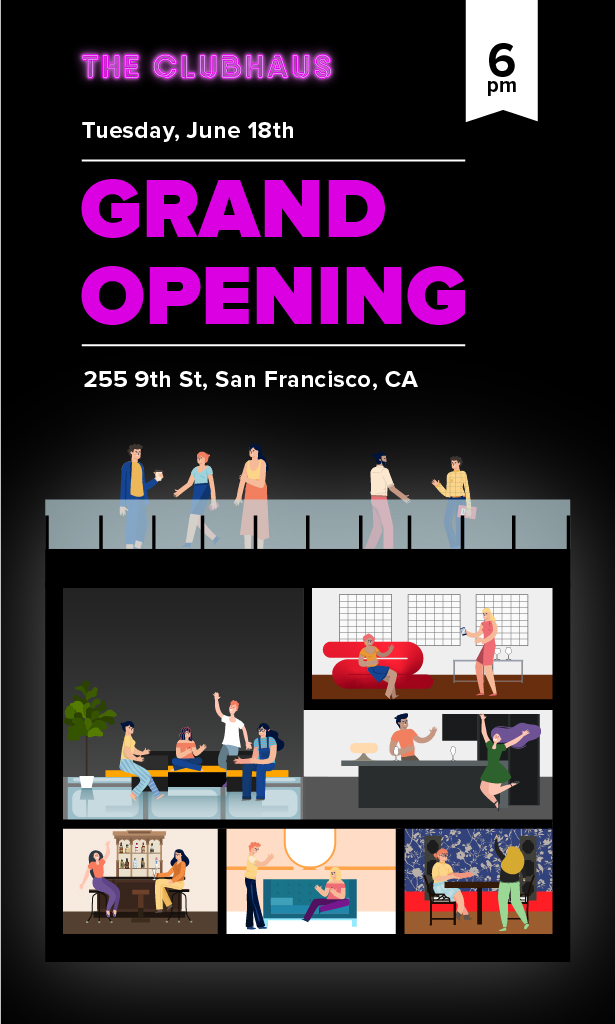 THE CLUBHAUS
6
pm
Tuesday, June 18th
GRAND
OPENING
255 9th St, San Francisco, CA